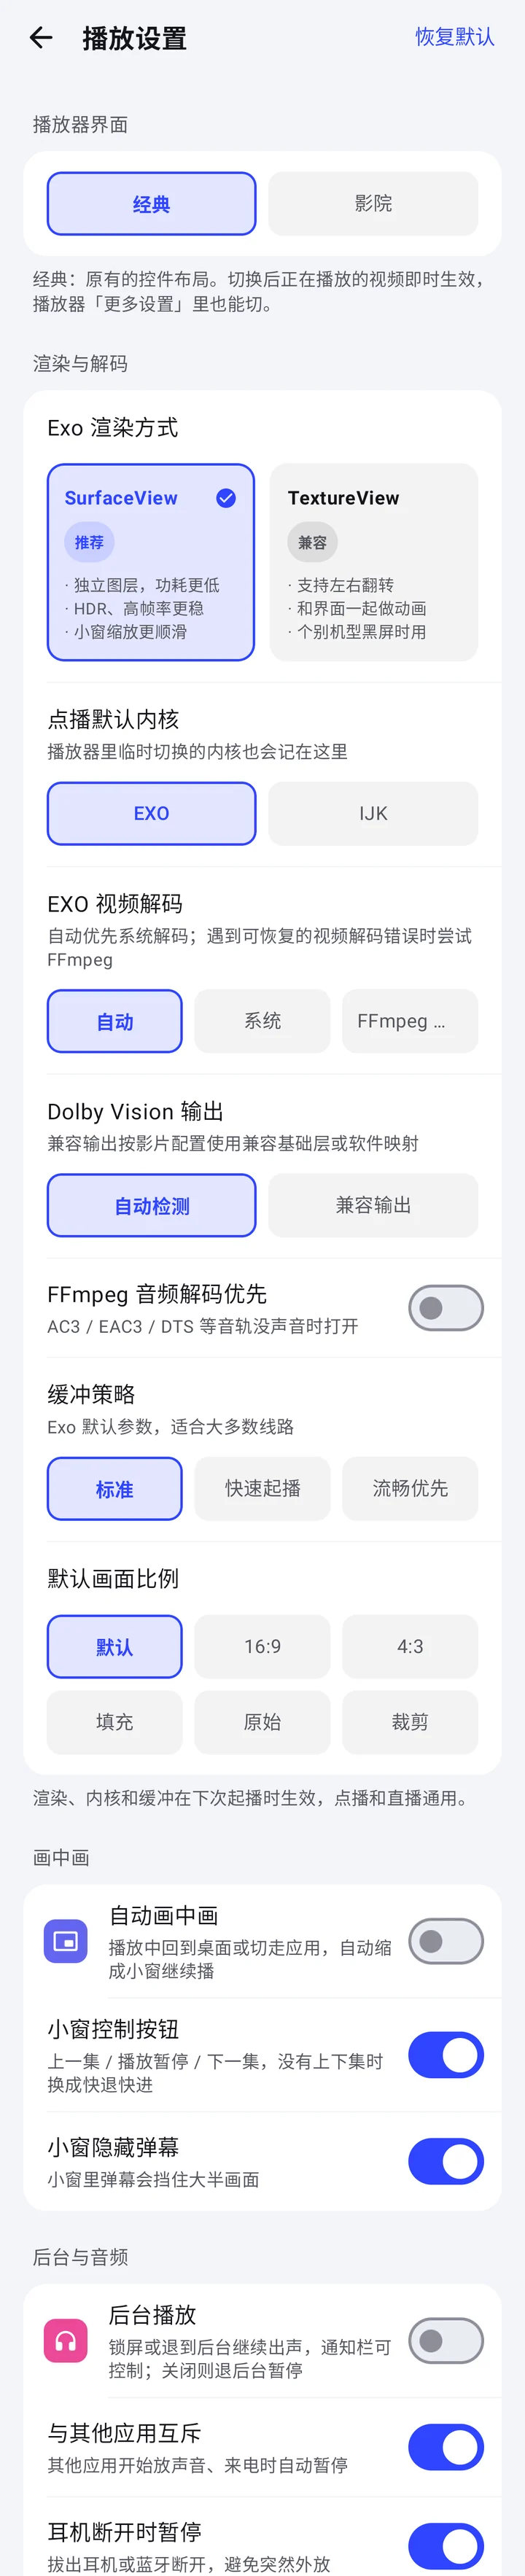 播放设置
恢复默认
播放器界面
经典
影院
经典：原有的控件布局。切换后正在播放的视频即时生效，
播放器「更多设置」里也能切。
渲染与解码
Exo 渲染方式
SurfaceView
推荐
· 独立图层，功耗更低
· HDR、高帧率更稳
· 小窗缩放更顺滑
TextureView
兼容
· 支持左右翻转
· 和界面一起做动画
· 个别机型黑屏时用
点播默认内核
播放器里临时切换的内核也会记在这里
EXO
IJK
EXO 视频解码
自动优先系统解码；遇到可恢复的视频解码错误时尝试
FFmpeg
自动
系统
FFmpeg ...
Dolby Vision 输出
兼容输出按影片配置使用兼容基础层或软件映射
自动检测
兼容输出
FFmpeg 音频解码优先
AC3 / EAC3 / DTS 等音轨没声音时打开
缓冲策略
Exo 默认参数，适合大多数线路
标准
快速起播
流畅优先
默认画面比例
默认
16:9
4:3
填充
原始
裁剪
渲染、内核和缓冲在下次起播时生效，点播和直播通用。
画中画
自动画中画
播放中回到桌面或切走应用，自动缩
成小窗继续播
小窗控制按钮
上一集 / 播放暂停 / 下一集，没有上下集时
换成快退快进
小窗隐藏弹幕
小窗里弹幕会挡住大半画面
后台与音频
后台播放
锁屏或退到后台继续出声，通知栏可
控制；关闭则退后台暂停
与其他应用互斥
其他应用开始放声音、来电时自动暂停
耳机断开时暂停
拔出耳机或蓝牙断开，避免突然外放